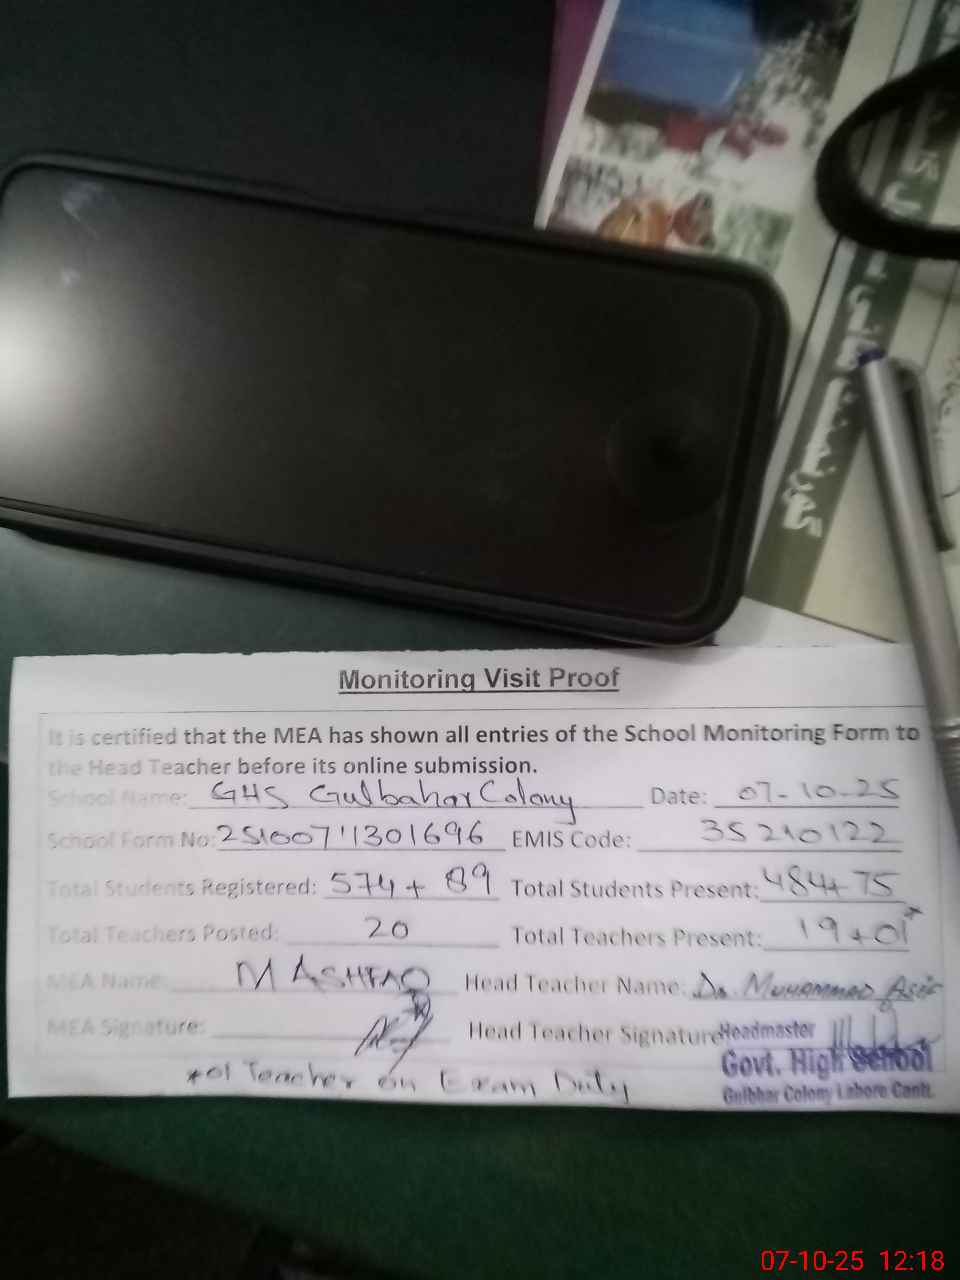 Monitoring Visit Proof
It is certified that the MEA has shown all entries of the School Monitoring Form to
the Head Teacher before its online submission.
School Name: GHS Gulbahar Colony Date: 07-10-25
School Form No: 2510071301696 EMIS Code: 35210122
Total Students Registered: 574 + 89 Total Students Present: 484+ 75
Total Teachers Posted: 20 Total Teachers Present: 19+01*
MEA Name: M ASHFAQ Head Teacher Name: Dr. MUHAMMAD Asif
MEA Signature: Head Teacher Signature
Headmaster
Govt. High School
Gulbhar Colony Lahore Cantt.
*01 Teacher on Exam Duty
07-10-25 12:18